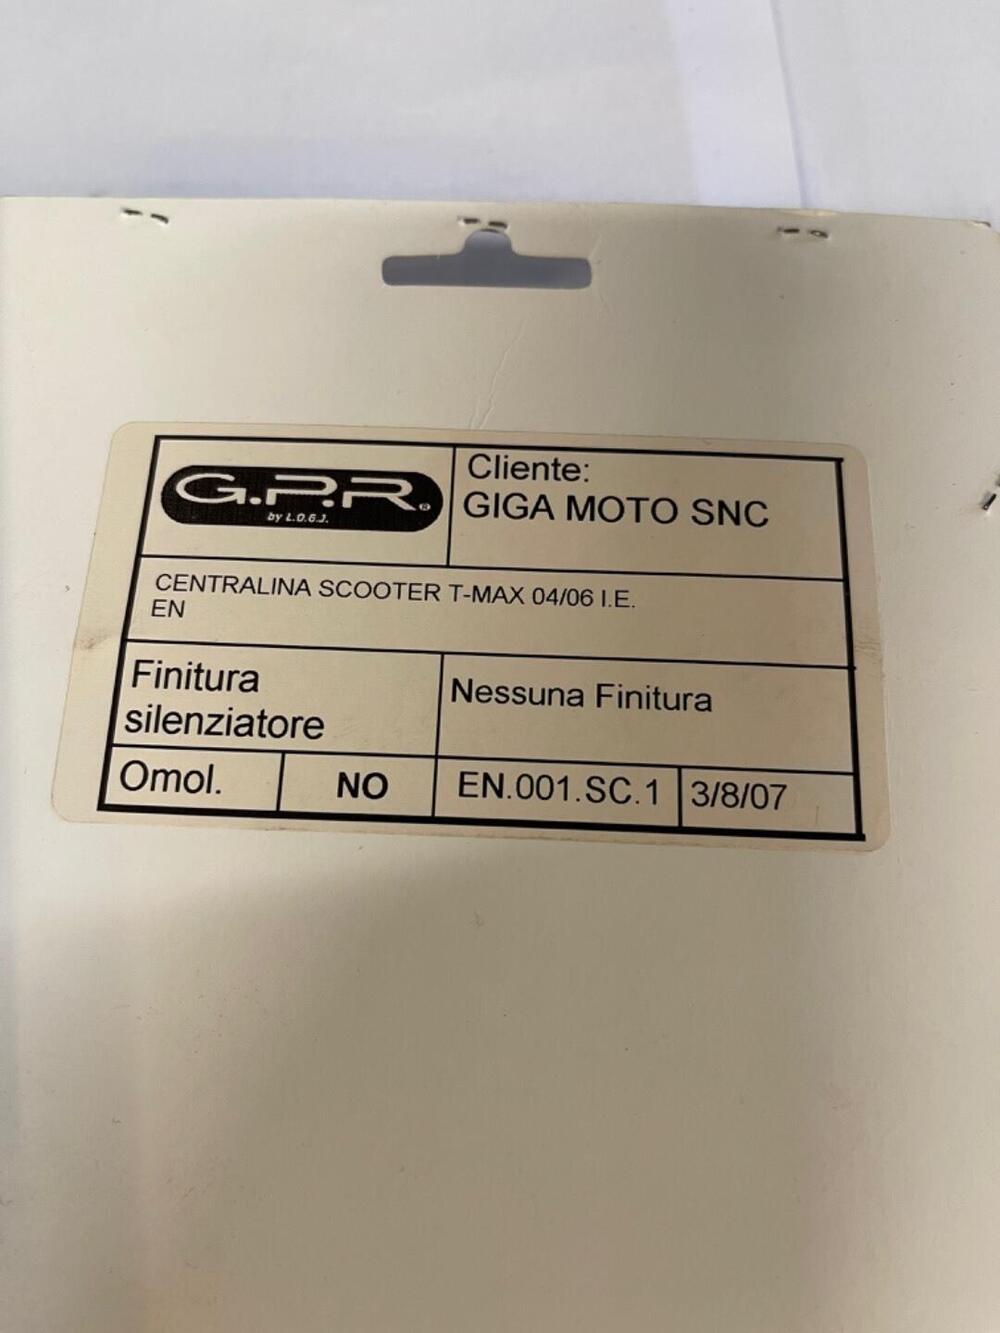 G.P.R.®
by L.O.G.I.
Cliente:
GIGA MOTO SNC
CENTRALINA SCOOTER T-MAX 04/06 I.E.
EN
Finitura
silenziatore
Nessuna Finitura
Omol.
NO
EN.001.SC.1
3/8/07